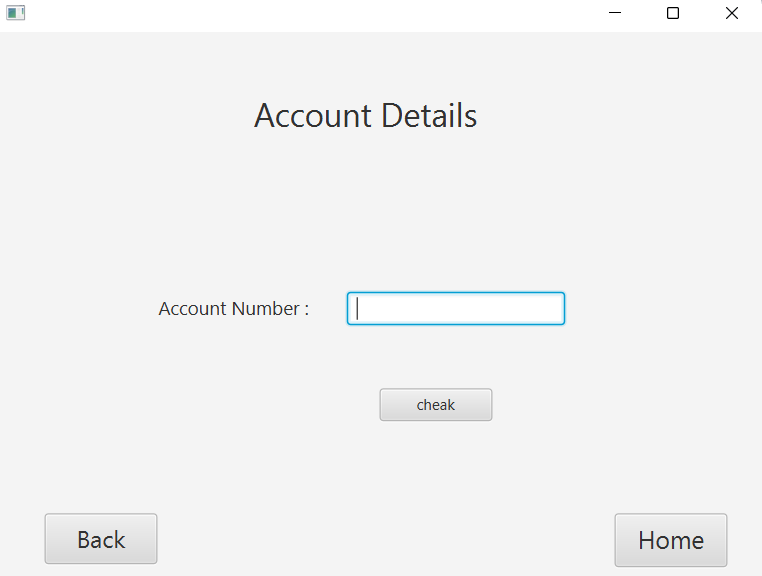 Account Details
Account Number :
cheak
Back
Home